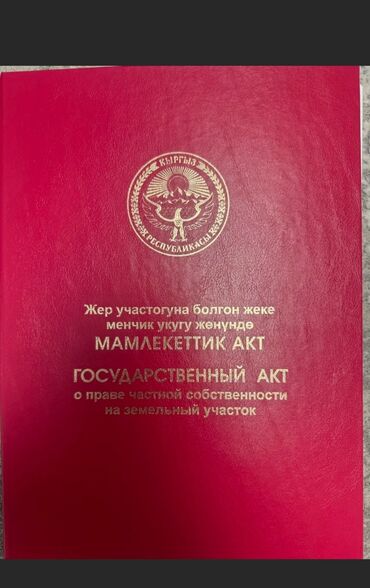 КЫРГЫЗ
РЕСПУБЛИКАСЫ
Жер участогуна болгон жеке
менчик укугу жөнүндө
МАМЛЕКЕТТИК АКТ
ГОСУДАРСТВЕННЫЙ АКТ
о праве частной собственности
на земельный участок